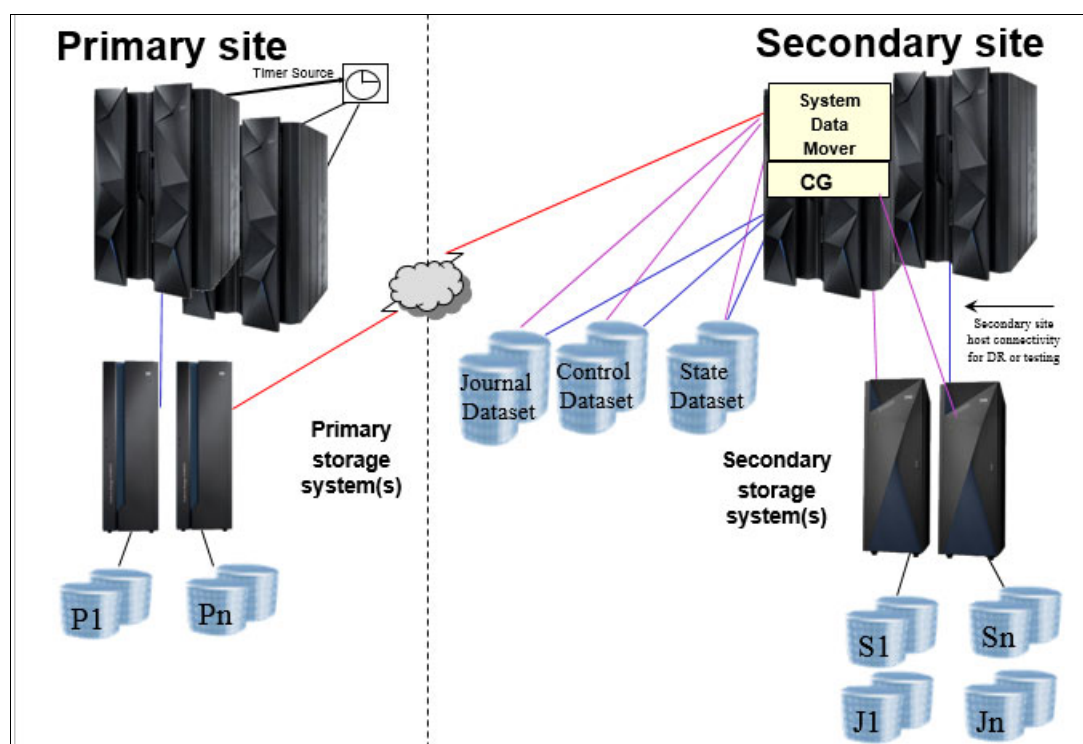 Primary site
Timer Source
Primary
storage
system(s)
P1
Pn
Secondary site
System
Data
Mover
CG
Journal
Dataset
Control
Dataset
State
Dataset
Secondary site
host connectivity
for DR or testing
Secondary
storage
system(s)
S1
Sn
J1
Jn